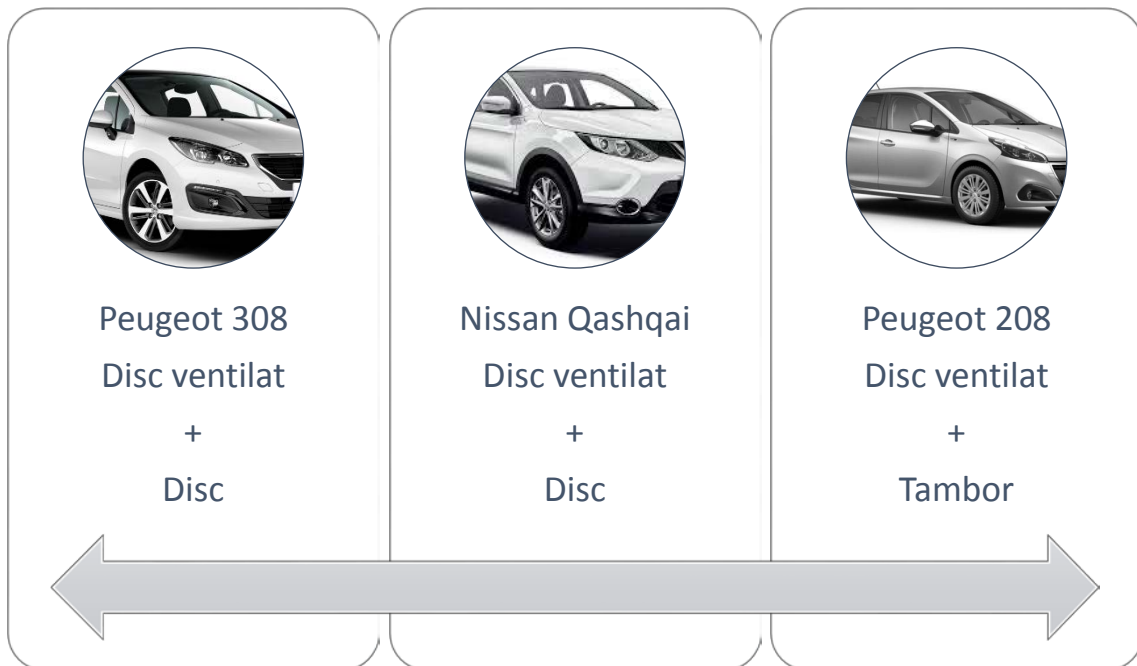 Peugeot 308
Disc ventilat
+
Disc
Nissan Qashqai
Disc ventilat
+
Disc
Peugeot 208
Disc ventilat
+
Tambor